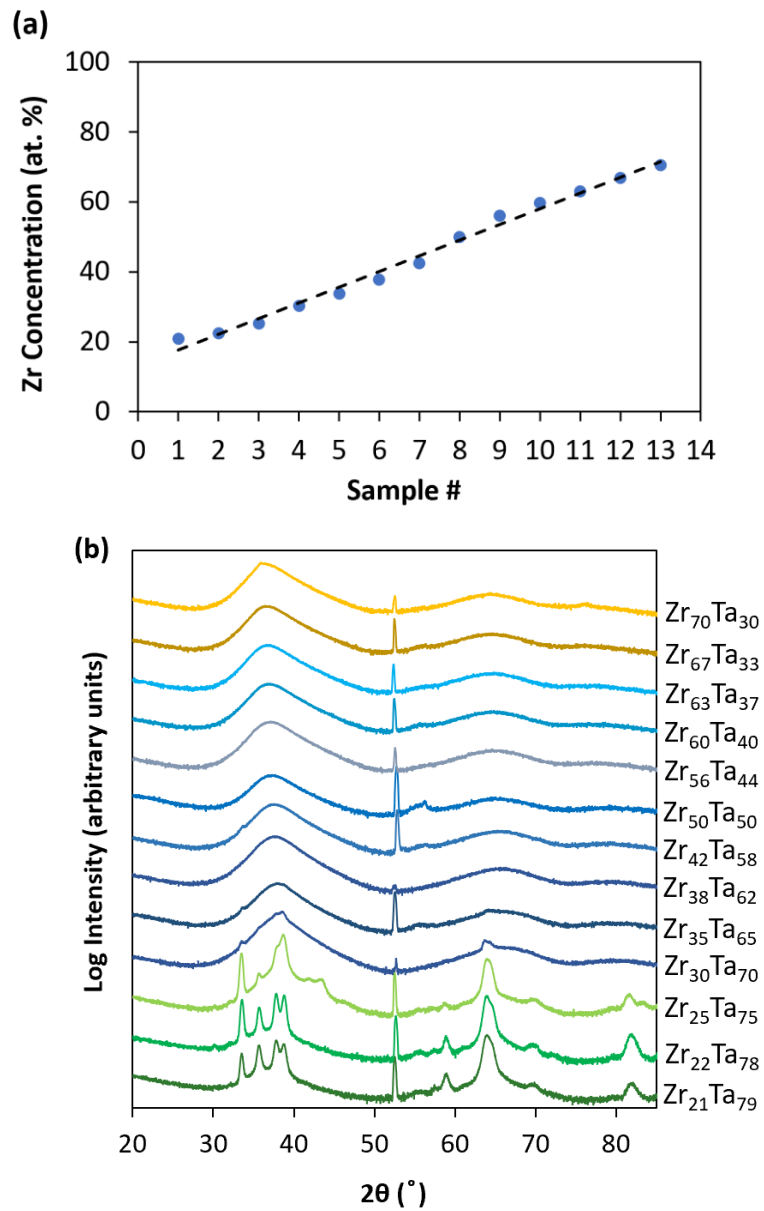 (a)
Zr Concentration (at. %)
100
80
60
40
20
0
0 1 2 3 4 5 6 7 8 9 10 11 12 13 14
Sample #
(b)
Log Intensity (arbitrary units)
Zr₇₀Ta₃₀
Zr₆₇Ta₃₃
Zr₆₃Ta₃₇
Zr₆₀Ta₄₀
Zr₅₆Ta₄₄
Zr₅₀Ta₅₀
Zr₄₂Ta₅₈
Zr₃₈Ta₆₂
Zr₃₅Ta₆₅
Zr₃₀Ta₇₀
Zr₂₅Ta₇₅
Zr₂₂Ta₇₈
Zr₂₁Ta₇₉
20 30 40 50 60 70 80
2θ (˚)